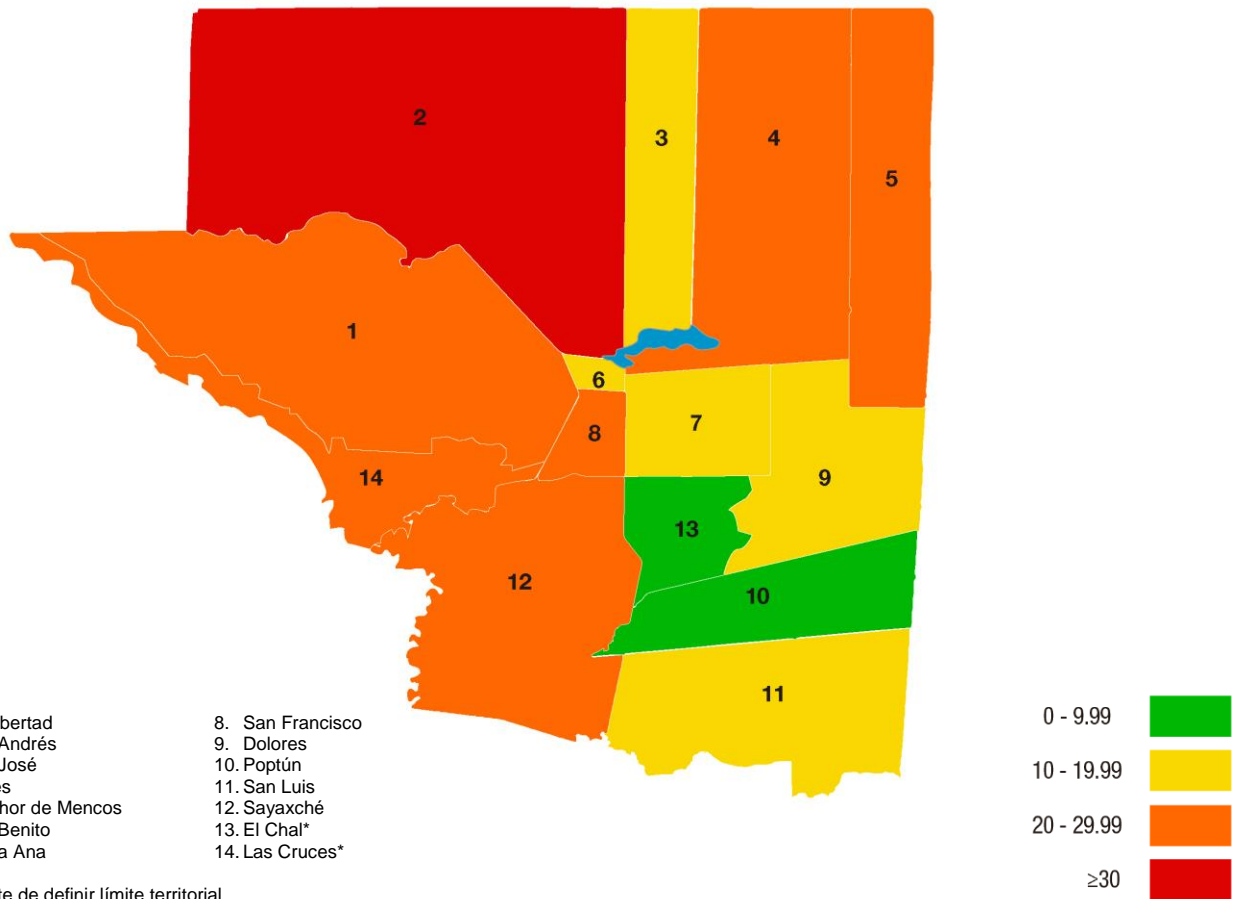 2
3
4
5
1
6
7
8
9
14
13
12
10
11
bertad
Andrés
José
es
hor de Mencos
Benito
a Ana
8. San Francisco
9. Dolores
10. Poptún
11. San Luis
12. Sayaxché
13. El Chal*
14. Las Cruces*
te de definir límite territorial
0 - 9.99
10 - 19.99
20 - 29.99
≥30